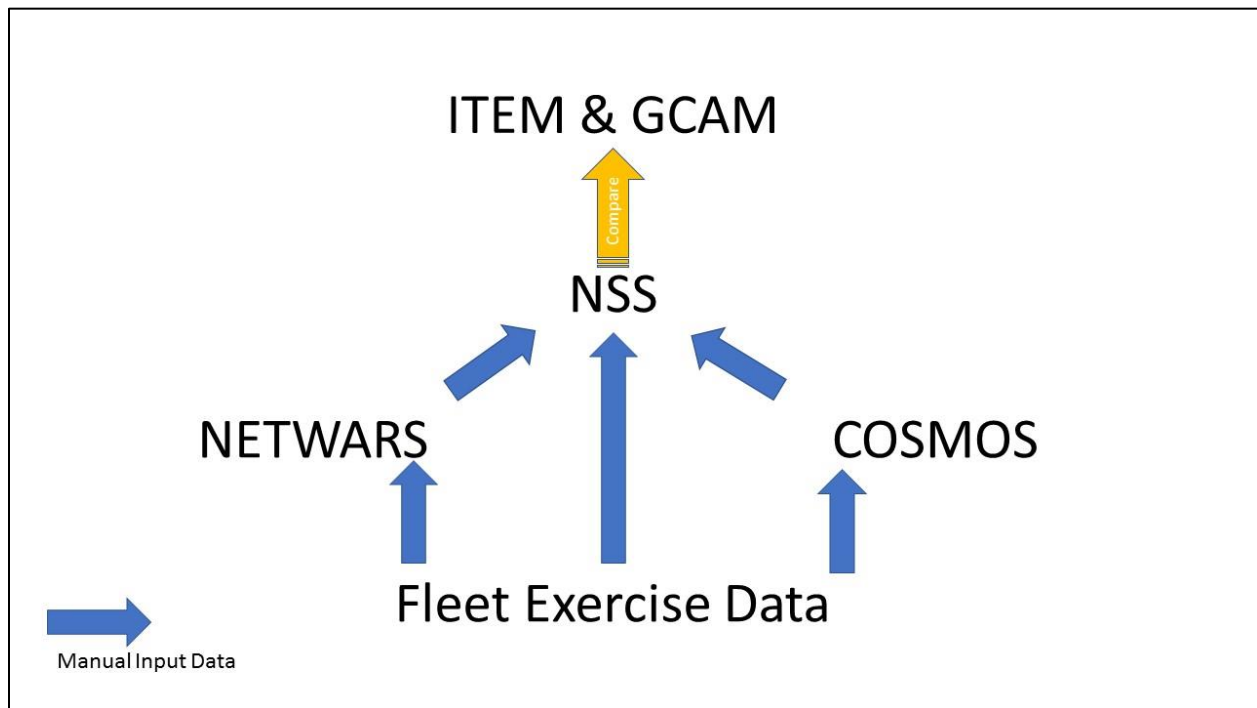 ITEM & GCAM
Compare
NSS
NETWARS
COSMOS
Fleet Exercise Data
Manual Input Data